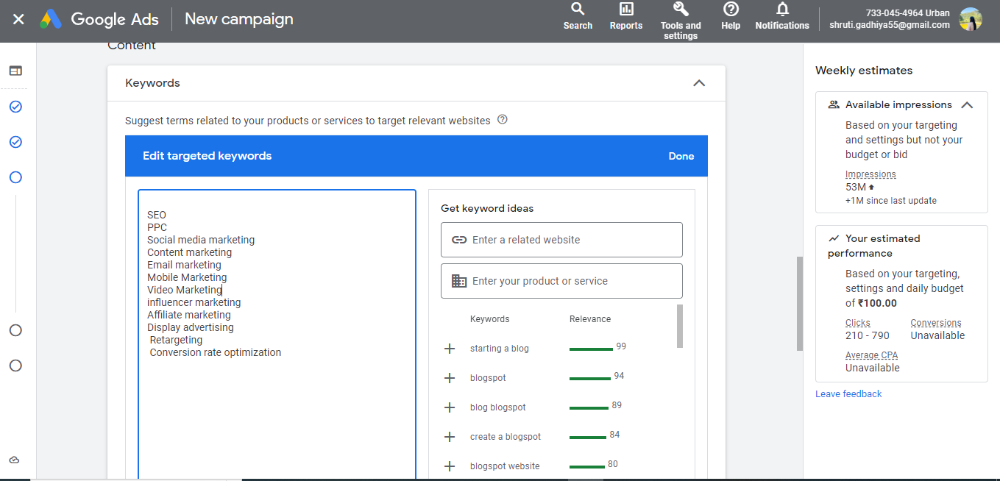 Google Ads
New campaign
Search
Reports
Tools and
settings
Help
Notifications
733-045-4964 Urban
shruti.gadhiya55@gmail.com
Content
Keywords
Suggest terms related to your products or services to target relevant websites
Edit targeted keywords
Done
SEO
PPC
Social media marketing
Content marketing
Email marketing
Mobile Marketing
Video Marketing
influencer marketing
Affiliate marketing
Display advertising
Retargeting
Conversion rate optimization
Get keyword ideas
Enter a related website
Enter your product or service
Keywords Relevance
starting a blog 99
blogspot 94
blog blogspot 89
create a blogspot 84
blogspot website 80
Weekly estimates
Available impressions
Based on your targeting
and settings but not your
budget or bid
Impressions
53M
+1M since last update
Your estimated
performance
Based on your targeting,
settings and daily budget
of ₹100.00
Clicks Conversions
210 - 790 Unavailable
Average CPA
Unavailable
Leave feedback